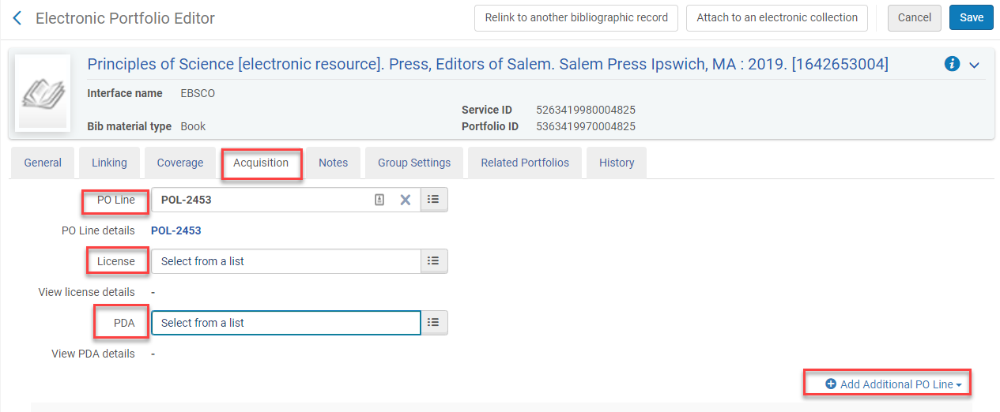 Electronic Portfolio Editor
Relink to another bibliographic record
Attach to an electronic collection
Cancel
Save
Principles of Science [electronic resource]. Press, Editors of Salem. Salem Press Ipswich, MA : 2019. [1642653004]
Interface name EBSCO
Service ID 5263419980004825
Bib material type Book
Portfolio ID 5363419970004825
General
Linking
Coverage
Acquisition
Notes
Group Settings
Related Portfolios
History
PO Line POL-2453
PO Line details POL-2453
License Select from a list
View license details -
PDA Select from a list
View PDA details -
Add Additional PO Line